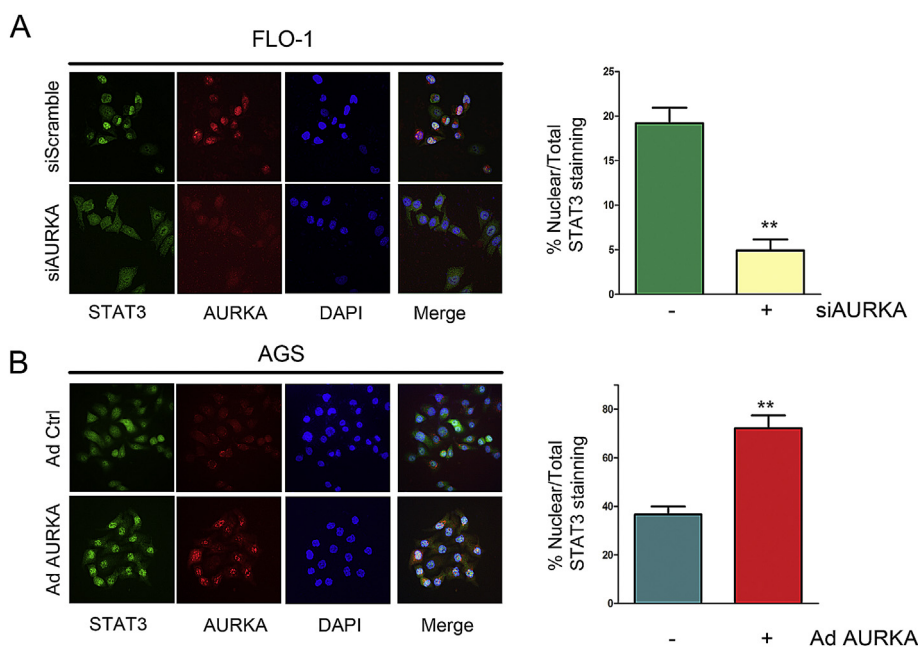 A
FLO-1
siScramble
siAURKA
STAT3 AURKA DAPI Merge
% Nuclear/Total
STAT3 stainning
25
20
15
10
5
0
**
- + siAURKA
B
AGS
Ad Ctrl
Ad AURKA
STAT3 AURKA DAPI Merge
% Nuclear/Total
STAT3 stainning
80
60
40
20
0
**
- + Ad AURKA